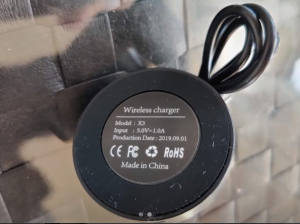 Wireless charger
Model : X3
Input : 5.0V=1.0A
Production Date : 2019.09.01
CE FC RoHS
Made in China